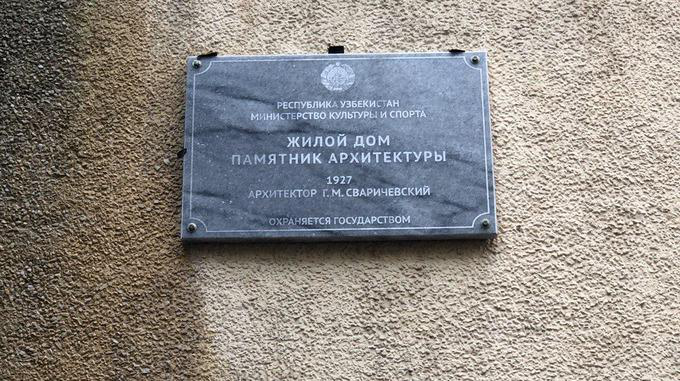 РЕСПУБЛИКА УЗБЕКИСТАН
МИНИСТЕРСТВО КУЛЬТУРЫ И СПОРТА
ЖИЛОЙ ДОМ
ПАМЯТНИК АРХИТЕКТУРЫ
1927
АРХИТЕКТОР Г.М. СВАРИЧЕВСКИЙ
ОХРАНЯЕТСЯ ГОСУДАРСТВОМ